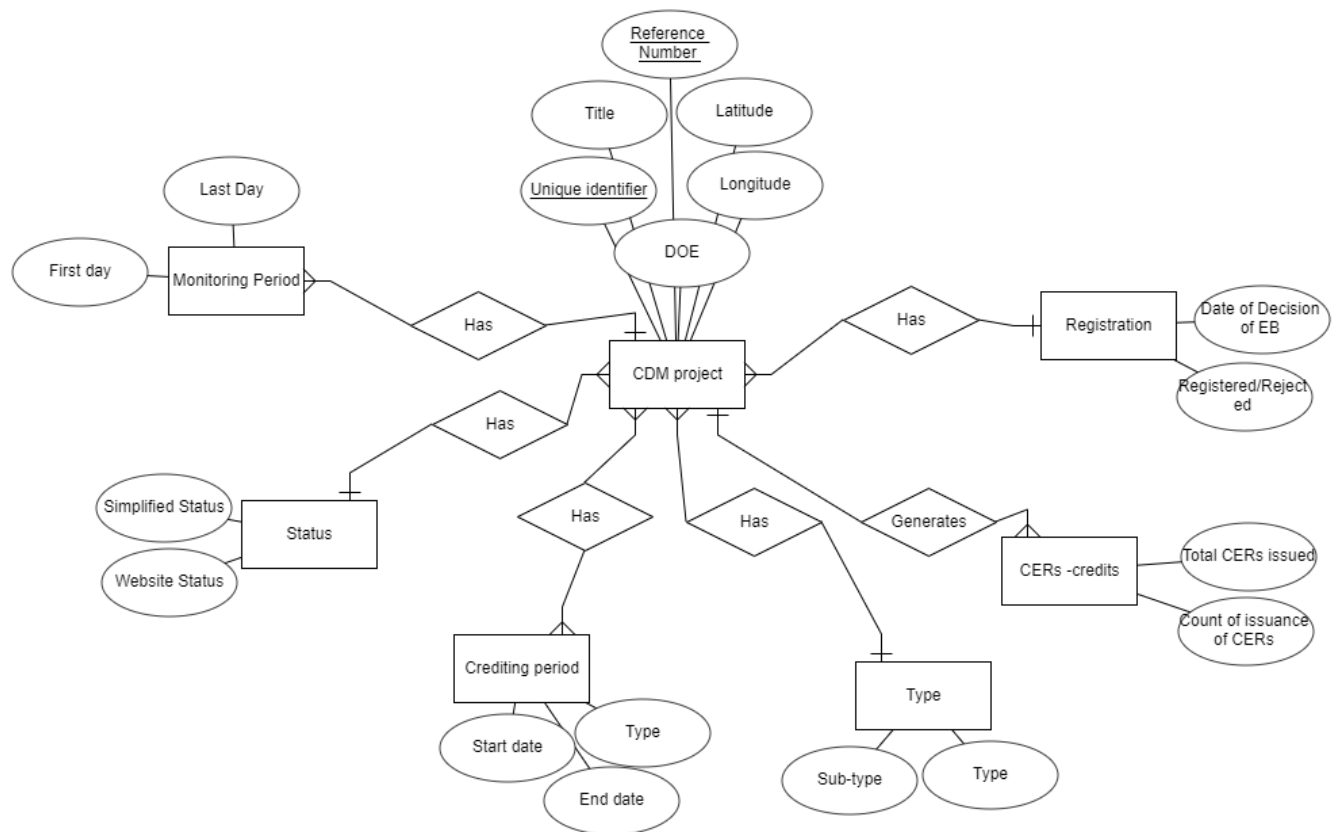 Reference
Number
Title
Latitude
Unique identifier
Longitude
Last Day
DOE
First day
Monitoring Period
Has
CDM project
Has
Registration
Date of Decision
of EB
Registered/Reject
ed
Has
Simplified Status
Status
Website Status
Has
Has
Generates
CERs -credits
Total CERs issued
Count of issuance
of CERs
Crediting period
Start date
Type
End date
Type
Sub-type
Type